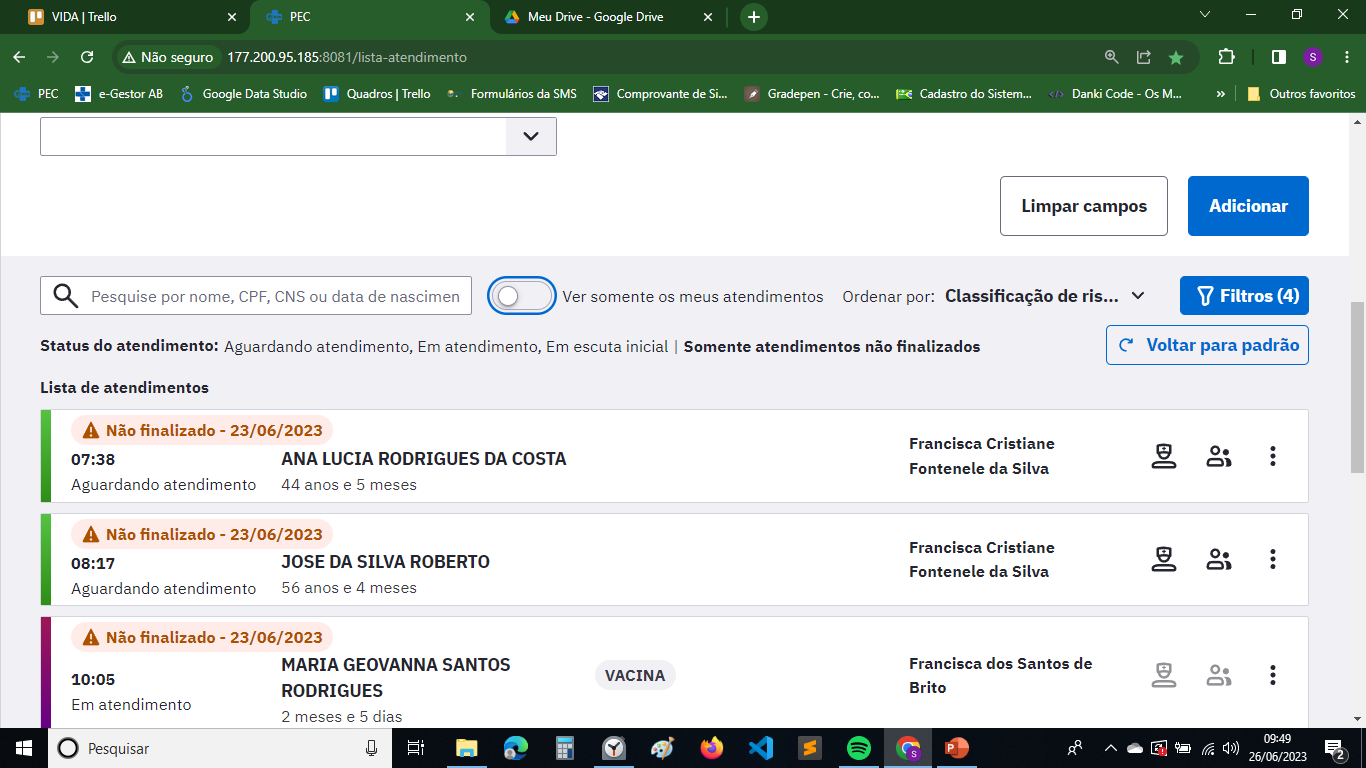 VIDA | Trello
PEC
Meu Drive - Google Drive
Não seguro
177.200.95.185:8081/lista-atendimento
S
PEC
e-Gestor AB
Google Data Studio
Quadros | Trello
Formulários da SMS
Comprovante de Si...
Gradepen - Crie, co...
Cadastro do Sistem...
Danki Code - Os M...
»
Outros favoritos
Limpar campos
Adicionar
Pesquise por nome, CPF, CNS ou data de nascimen
Ver somente os meus atendimentos
Ordenar por: Classificação de ris...
Filtros (4)
Status do atendimento: Aguardando atendimento, Em atendimento, Em escuta inicial | Somente atendimentos não finalizados
Voltar para padrão
Lista de atendimentos
Não finalizado - 23/06/2023
07:38
Aguardando atendimento
ANA LUCIA RODRIGUES DA COSTA
44 anos e 5 meses
Francisca Cristiane
Fontenele da Silva
Não finalizado - 23/06/2023
08:17
Aguardando atendimento
JOSE DA SILVA ROBERTO
56 anos e 4 meses
Francisca Cristiane
Fontenele da Silva
Não finalizado - 23/06/2023
10:05
Em atendimento
MARIA GEOVANNA SANTOS
RODRIGUES
2 meses e 5 dias
VACINA
Francisca dos Santos de
Brito
Pesquisar
09:49
26/06/2023
2